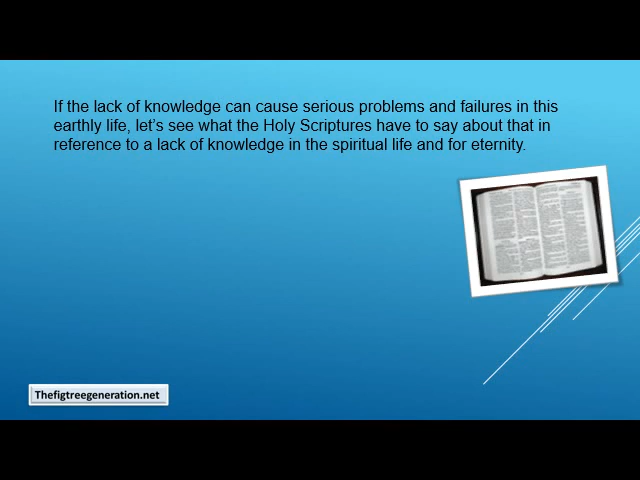 If the lack of knowledge can cause serious problems and failures in this
earthly life, let’s see what the Holy Scriptures have to say about that in
reference to a lack of knowledge in the spiritual life and for eternity.
Thefigtreegeneration.net